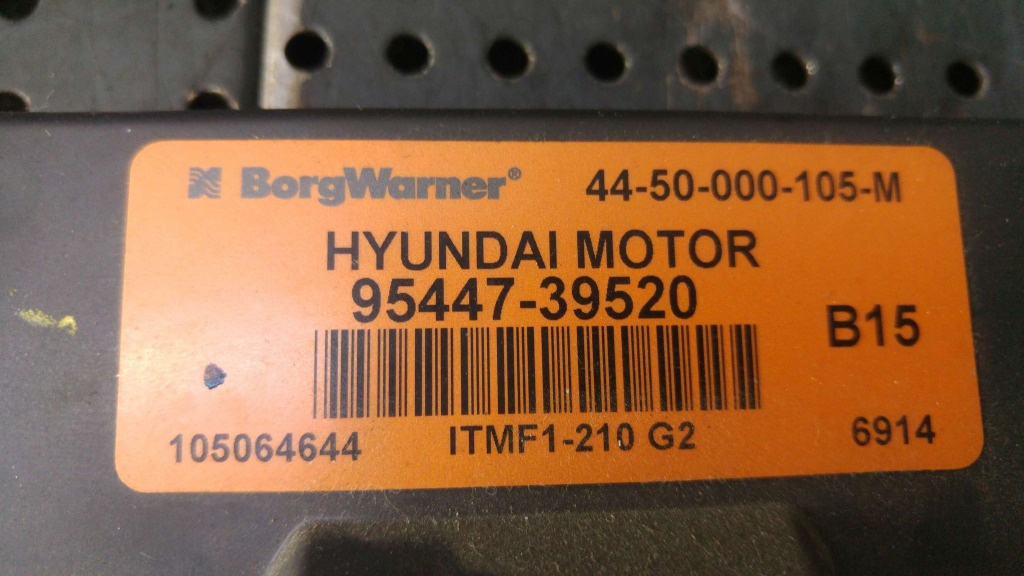 BorgWarner® 44-50-000-105-M
HYUNDAI MOTOR
95447-39520
B15
105064644 ITMF1-210 G2 6914